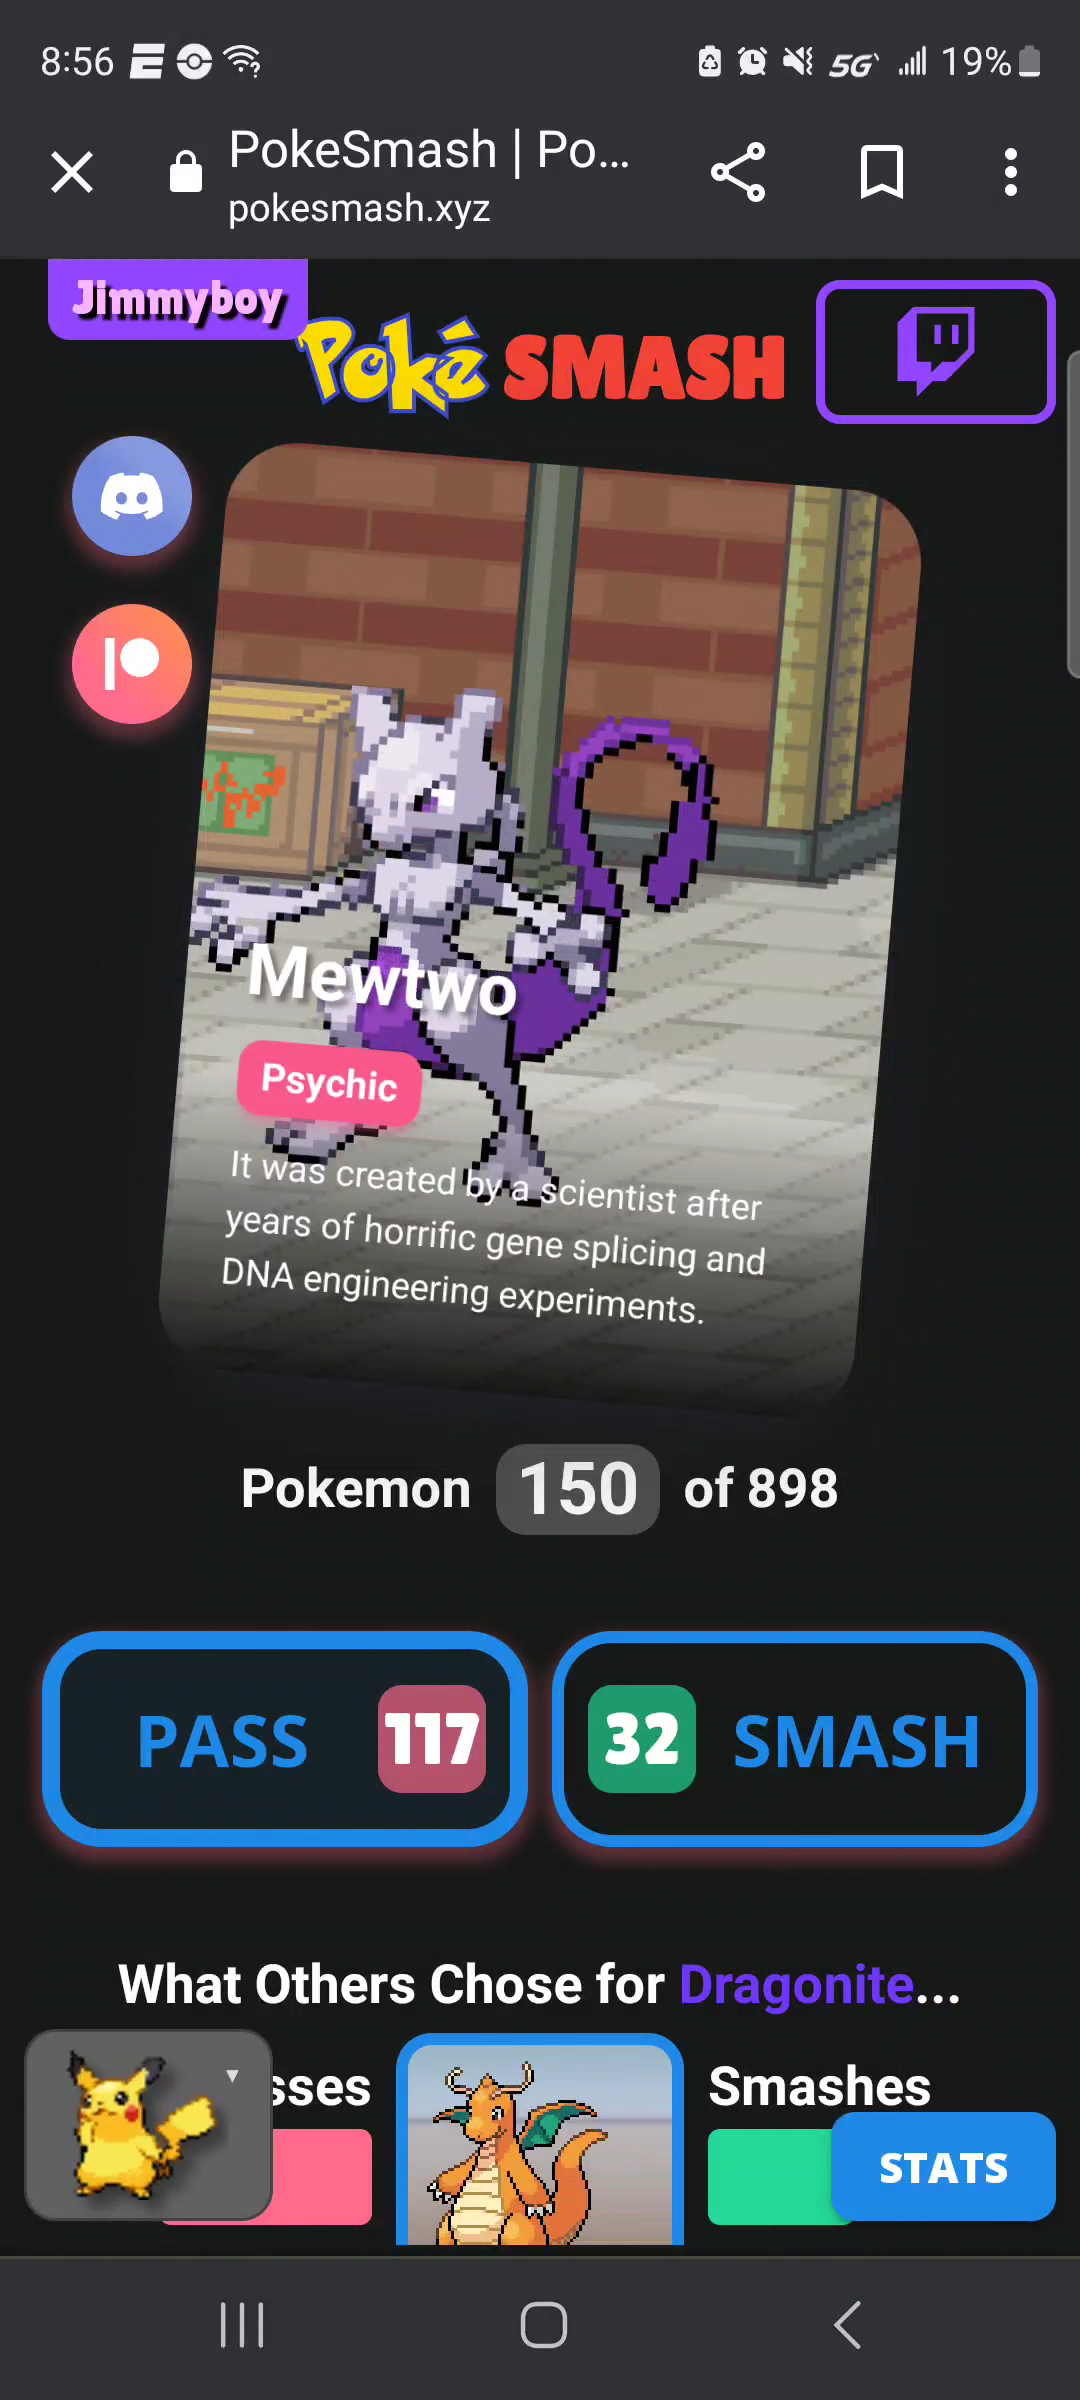 8:56
5G
19%
PokeSmash | Po...
pokesmash.xyz
Jimmyboy
Poké SMASH
Mewtwo
Psychic
It was created by a scientist after
years of horrific gene splicing and
DNA engineering experiments.
Pokemon 150 of 898
PASS 117
32 SMASH
What Others Chose for Dragonite...
sses
Smashes
STATS